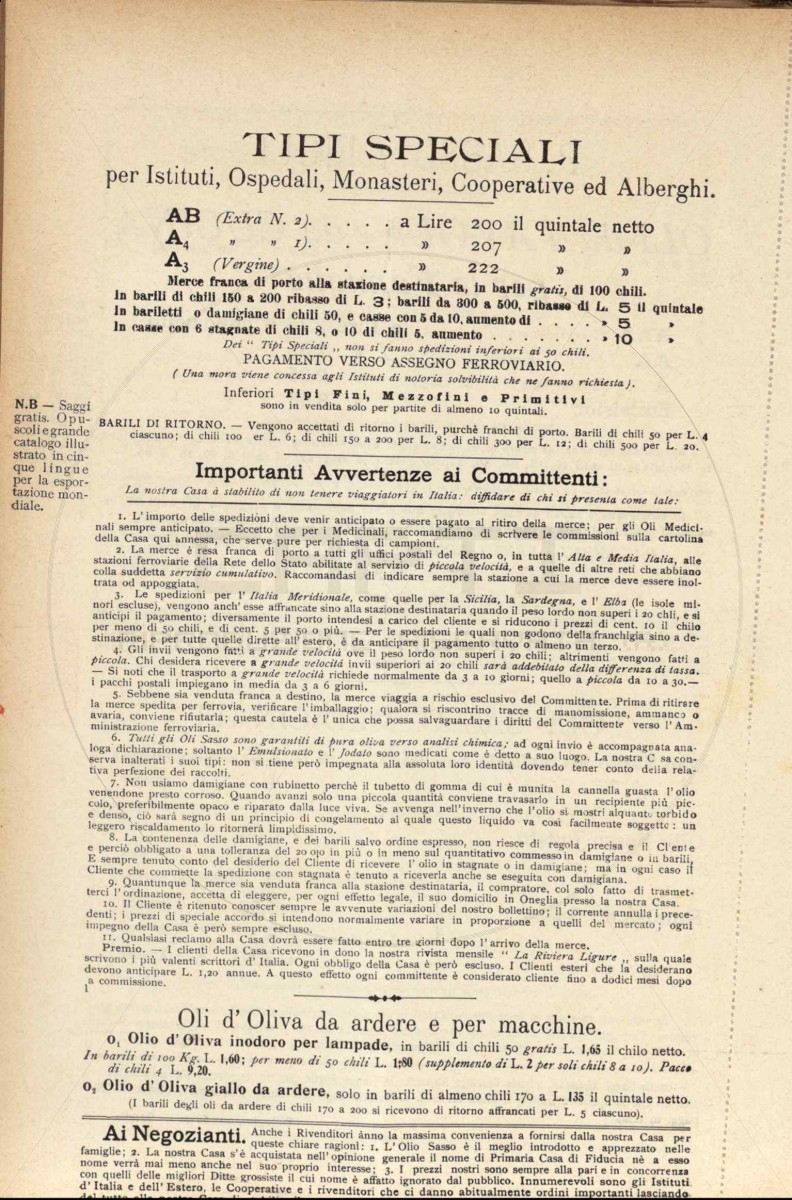 TIPI SPECIALI
per Istituti, Ospedali, Monasteri, Cooperative ed Alberghi.
AB (Extra N. 2). . . . . a Lire 200 il quintale netto
A4 " " 1). . . . . » 207 » »
A3 (Vergine) . . . . . . » 222 » »
Merce franca di porto alla stazione destinataria, in barili gratis, di 100 chili.
In barili di chili 150 a 200 ribasso di L. 3; barili da 300 a 500, ribasso di L. 5 il quintale
In bariletti o damigiane di chili 50, e casse con 5 da 10, aumento di . . . . » 5 »
In casse con 6 stagnate di chili 8, o 10 di chili 5, aumento . . . . . . . » 10 »
Dei " Tipi Speciali „ non si fanno spedizioni inferiori ai 50 chili.
PAGAMENTO VERSO ASSEGNO FERROVIARIO.
( Una mora viene concessa agli Istituti di notoria solvibilità che ne fanno richiesta).
Inferiori Tipi Fini, Mezzofini e Primitivi
sono in vendita solo per partite di almeno 10 quintali.
N.B — Saggi
gratis. Opu-
scoli e grande
catalogo illu-
strato in cin-
que lingue
per la espor-
tazione mon-
diale.
BARILI DI RITORNO. — Vengono accettati di ritorno i barili, purchè franchi di porto. Barili di chili 50 per L. 4
ciascuno; di chili 100 er L. 6; di chili 150 a 200 per L. 8; di chili 300 per L. 12; di chili 500 per L. 20.
Importanti Avvertenze ai Committenti:
La nostra Casa à stabilito di non tenere viaggiatori in Italia: diffidare di chi si presenta come tale:
1. L'importo delle spedizioni deve venir anticipato o essere pagato al ritiro della merce; per gli Oli Medici-
nali sempre anticipato. — Eccetto che per i Medicinali, raccomandiamo di scrivere le commissioni sulla cartolina
della Casa qui annessa, che serve pure per richiesta di campioni.
2. La merce è resa franca di porto a tutti gli uffici postali del Regno o, in tutta l' Alta e Media Italia, alle
stazioni ferroviarie della Rete dello Stato abilitate al servizio di piccola velocità, e a quelle di altre reti che abbiano
colla suddetta servizio cumulativo. Raccomandasi di indicare sempre la stazione a cui la merce deve essere inol-
trata od appoggiata.
3. Le spedizioni per l' Italia Meridionale, come quelle per la Sicilia, la Sardegna, e l' Elba (le isole mi-
nori escluse), vengono anch' esse affrancate sino alla stazione destinataria quando il peso lordo non superi i 20 chili, e si
anticipi il pagamento; diversamente il porto intendesi a carico del cliente e si riducono i prezzi di cent. 10 il chilo
per meno di 50 chili, e di cent. 5 per 50 o più. — Per le spedizioni le quali non godono della franchigia sino a de-
stinazione, e per tutte quelle dirette all' estero, è da anticipare il pagamento tutto o almeno un terzo.
4. Gli invii vengono fatti a grande velocità ove il peso lordo non superi i 20 chili; altrimenti vengono fatti a
piccola. Chi desidera ricevere a grande velocità invii superiori ai 20 chili sarà addebitato della differenza di tassa.
— Si noti che il trasporto a grande velocità richiede normalmente da 3 a 10 giorni; quello a piccola da 10 a 30.—
i pacchi postali impiegano in media da 3 a 6 giorni.
5. Sebbene sia venduta franca a destino, la merce viaggia a rischio esclusivo del Committente. Prima di ritirare
la merce spedita per ferrovia, verificare l'imballaggio; qualora si riscontrino tracce di manomissione, ammanco o
avaria, conviene rifiutarla; questa cautela è l'unica che possa salvaguardare i diritti del Committente verso l'Am-
ministrazione ferroviaria.
6. Tutti gli Oli Sasso sono garantiti di pura oliva verso analisi chimica; ad ogni invio è accompagnata ana-
loga dichiarazione; soltanto l' Emulsionato e l' Jodato sono medicati come è detto a suo luogo. La nostra C sa con-
serva inalterati i suoi tipi: non si tiene però impegnata alla assoluta loro identità dovendo tener conto della rela-
tiva perfezione dei raccolti.
7. Non usiamo damigiane con rubinetto perchè il tubetto di gomma di cui è munita la cannella guasta l'olio
venendone presto corroso. Quando avanzi solo una piccola quantità conviene travasarlo in un recipiente più pic-
colo, preferibilmente opaco e riparato dalla luce viva. Se avvenga nell'inverno che l'olio si mostri alquanto torbido
e denso, ciò sarà segno di un principio di congelamento al quale questo liquido va così facilmente soggetto: un
leggero riscaldamento lo ritornerà limpidissimo.
8. La contenenza delle damigiane, e dei barili salvo ordine espresso, non riesce di regola precisa e il Cliente
e perciò obbligato a una tolleranza del 20 0|0 in più o in meno sul quantitativo commesso in damigiane o in barili,
E sempre tenuto conto del desiderio del Cliente di ricevere l' olio in stagnate o in damigiane; ma in ogni caso il
Cliente che commette la spedizione con stagnata è tenuto a riceverla anche se eseguita con damigiana.
9. Quantunque la merce sia venduta franca alla stazione destinataria, il compratore, col solo fatto di trasmet-
terci l'ordinazione, accetta di eleggere, per ogni effetto legale, il suo domicilio in Oneglia presso la nostra Casa.
10. Il Cliente è ritenuto conoscer sempre le avvenute variazioni del nostro bollettino; il corrente annulla i prece-
denti; i prezzi di speciale accordo si intendono normalmente variare in proporzione a quelli del mercato; ogni
impegno della Casa è però sempre escluso.
11. Qualsiasi reclamo alla Casa dovrà essere fatto entro tre giorni dopo l'arrivo della merce.
Premio. — I clienti della Casa ricevono in dono la nostra rivista mensile " La Riviera Ligure „ sulla quale
scrivono i più valenti scrittori d' Italia. Ogni obbligo della Casa è però escluso. I Clienti esteri che la desiderano
devono anticipare L. 1,20 annue. A questo effetto ogni committente è considerato cliente fino a dodici mesi dopo
la commissione.
Oli d' Oliva da ardere e per macchine.
O1 Olio d' Oliva inodoro per lampade, in barili di chili 50 gratis L. 1,65 il chilo netto.
In barili di 100 Kg. L. 1,60; per meno di 50 chili L. 1,80 (supplemento di L. 2 per soli chili 8 a 10). Pacco
di chili 4 L. 9,20.
O2 Olio d' Oliva giallo da ardere, solo in barili di almeno chili 170 a L. 135 il quintale netto.
(I barili degli oli da ardere di chili 170 a 200 si ricevono di ritorno affrancati per L. 5 ciascuno).
Ai Negozianti. Anche i Rivenditori ànno la massima convenienza a fornirsi dalla nostra Casa per
queste chiare ragioni: 1. L'Olio Sasso è il meglio introdotto e apprezzato nelle
famiglie; 2. La nostra Casa s'è acquistata nell'opinione generale il nome di Primaria Casa di Fiducia nè a esso
nome verrà mai meno anche nel suo proprio interesse; 3. I prezzi nostri sono sempre alla pari e in concorrenza
con quelli delle migliori Ditte grossiste il cui nome è affatto ignorato dal pubblico. Innumerevoli sono gli Istituti
d' Italia e dell' Estero, le Cooperative e i rivenditori che ci danno abitualmente ordini importanti lasciando